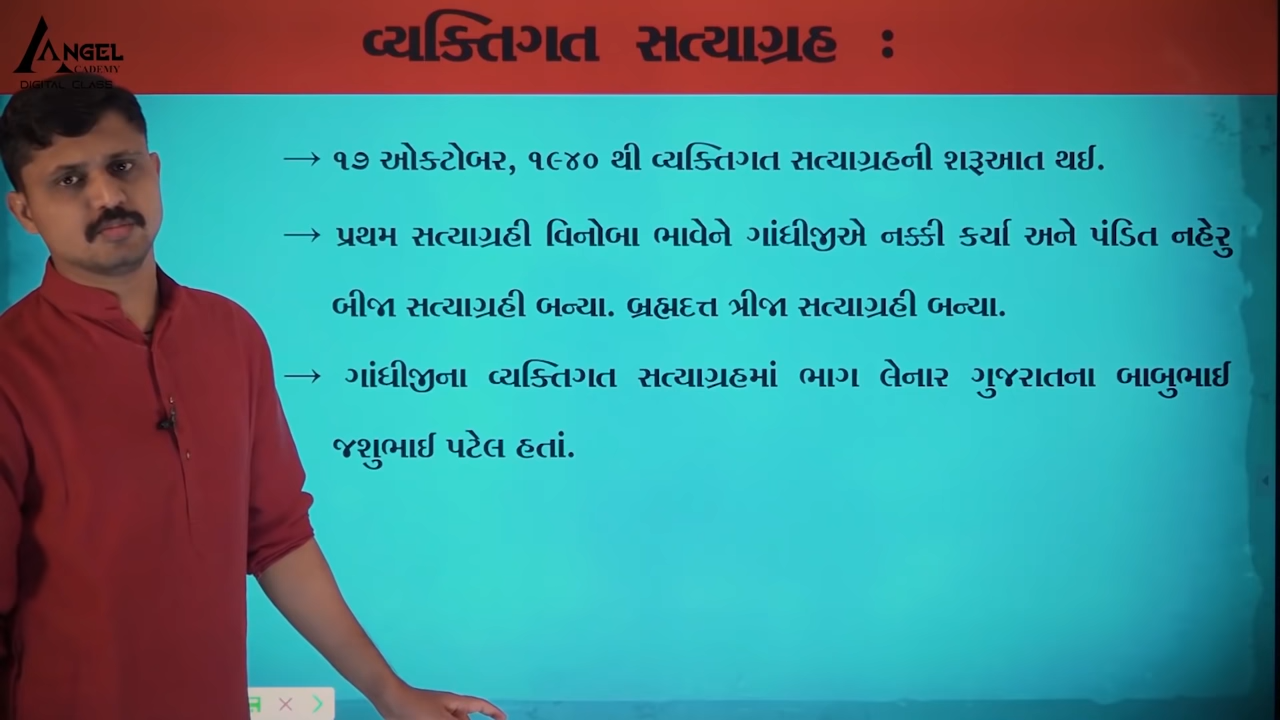 ANGEL
ACADEMY
DIGITAL CLASS
વ્યક્તિગત સત્યાગ્રહ :
→ ૧૭ ઓક્ટોબર, ૧૯૪૦ થી વ્યક્તિગત સત્યાગ્રહની શરૂઆત થઈ.
→ પ્રથમ સત્યાગ્રહી વિનોબા ભાવેને ગાંધીજીએ નક્કી કર્યા અને પંડિત નહેરુ
બીજા સત્યાગ્રહી બન્યા. બ્રહ્મદત્ત ત્રીજા સત્યાગ્રહી બન્યા.
→ ગાંધીજીના વ્યક્તિગત સત્યાગ્રહમાં ભાગ લેનાર ગુજરાતના બાબુભાઈ
જશુભાઈ પટેલ હતાં.